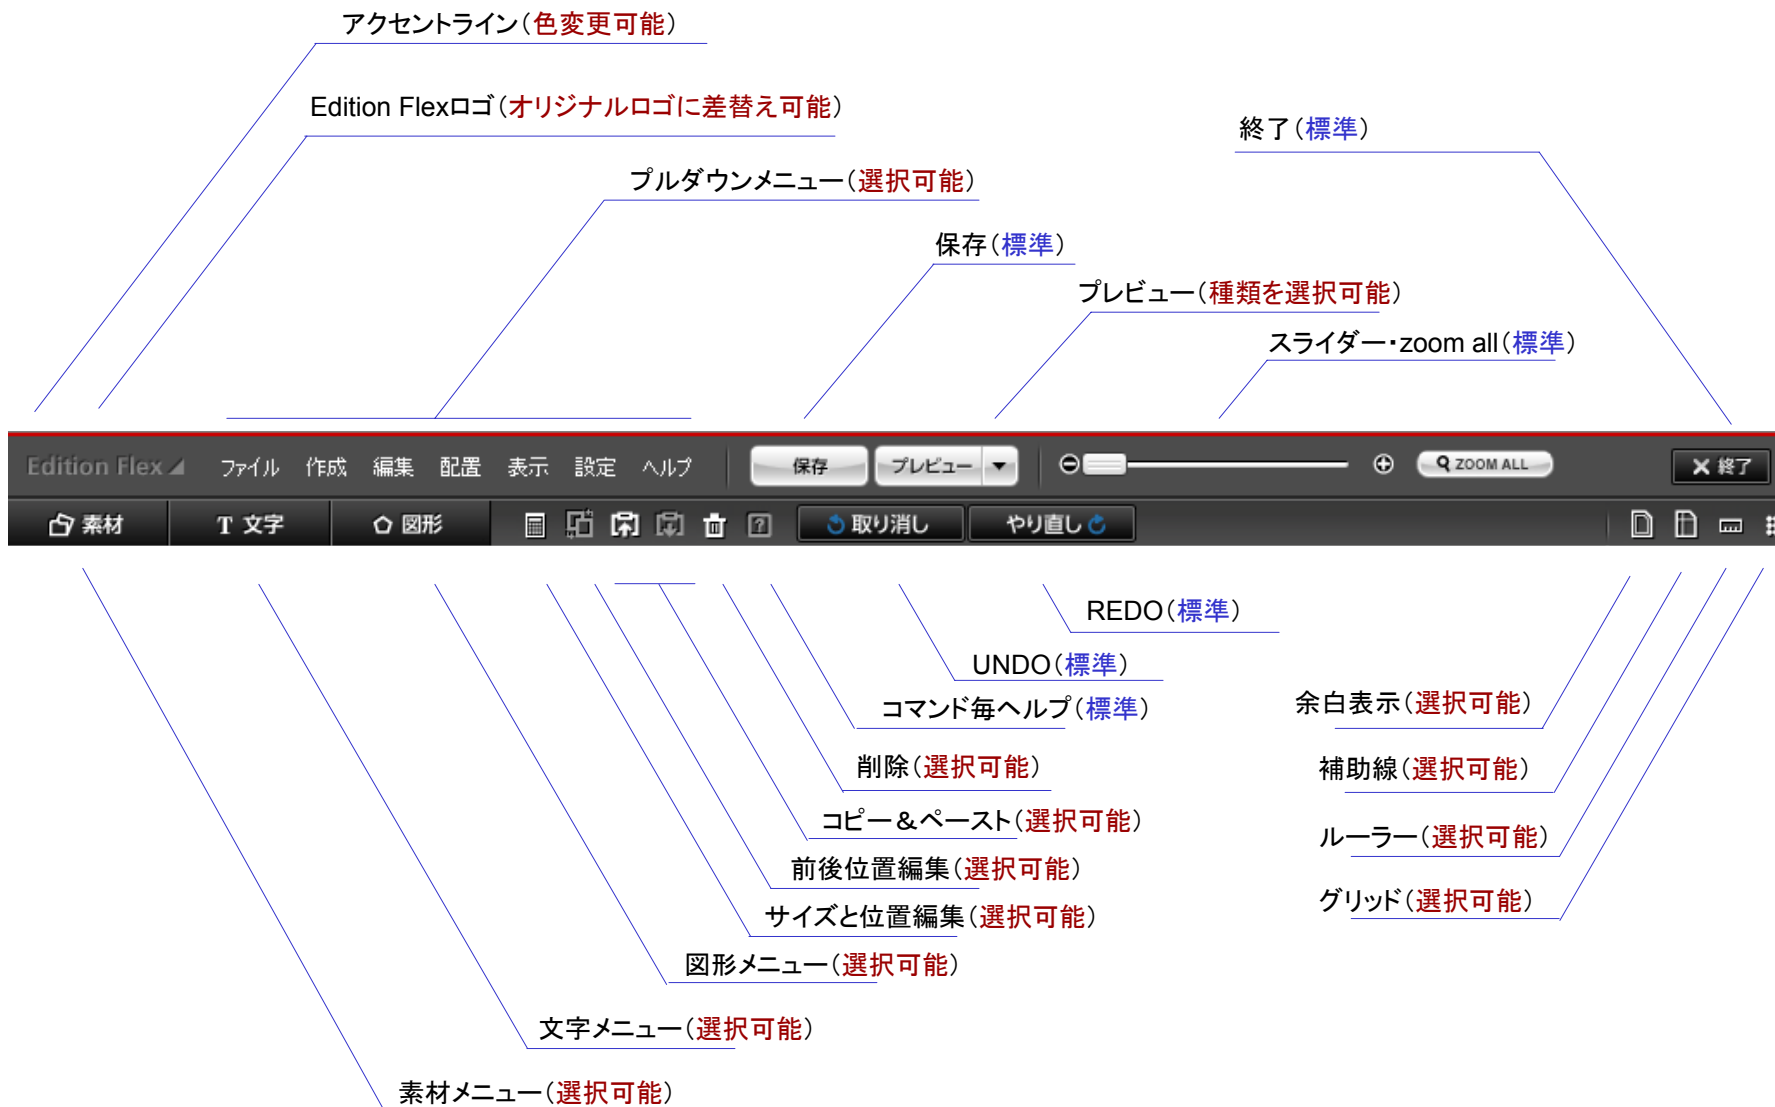 アクセントライン(色変更可能)
Edition Flexロゴ(オリジナルロゴに差替え可能)
終了(標準)
プルダウンメニュー(選択可能)
保存(標準)
プレビュー(種類を選択可能)
スライダー・zoom all(標準)
Edition Flex ファイル 作成 編集 配置 表示 設定 ヘルプ 保存 プレビュー ZOOM ALL 終了
素材 T 文字 図形 取り消し やり直し
REDO(標準)
UNDO(標準)
コマンド毎ヘルプ(標準)
余白表示(選択可能)
削除(選択可能)
補助線(選択可能)
コピー&ペースト(選択可能)
ルーラー(選択可能)
前後位置編集(選択可能)
グリッド(選択可能)
サイズと位置編集(選択可能)
図形メニュー(選択可能)
文字メニュー(選択可能)
素材メニュー(選択可能)